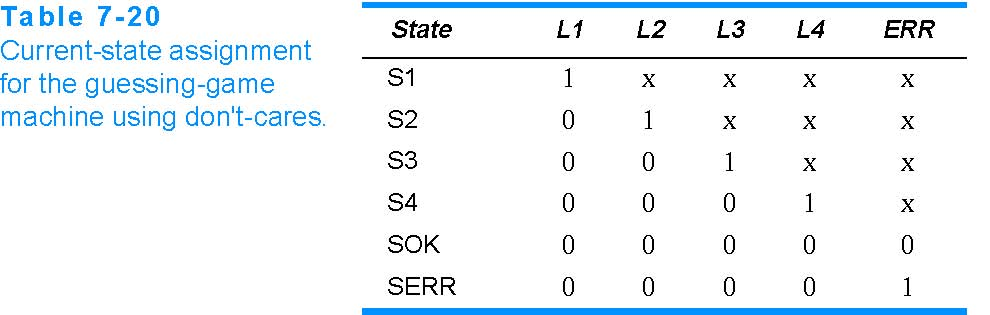 Table 7-20
Current-state assignment
for the guessing-game
machine using don't-cares.
State L1 L2 L3 L4 ERR
S1 1 x x x x
S2 0 1 x x x
S3 0 0 1 x x
S4 0 0 0 1 x
SOK 0 0 0 0 0
SERR 0 0 0 0 1